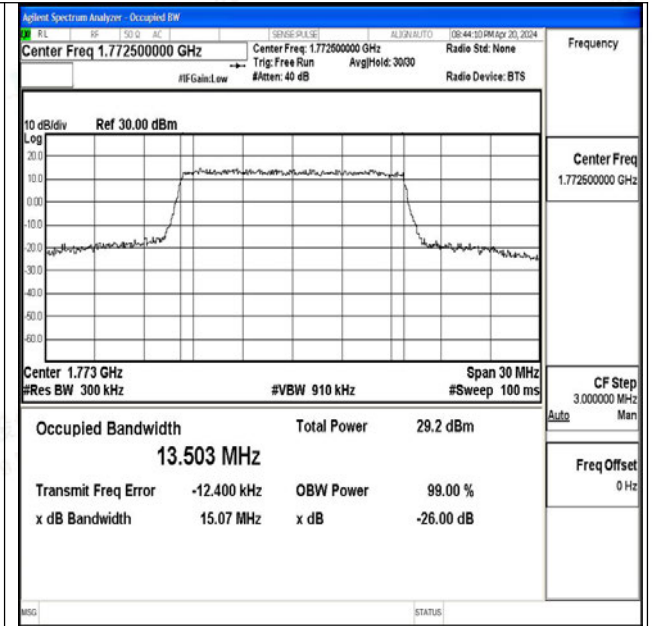 Agilent Spectrum Analyzer - Occupied BW
RL RF 50 Ω AC SENSE:PULSE ALIGN AUTO 08:44:10 PM Apr 20, 2024
Center Freq 1.772500000 GHz
Center Freq: 1.772500000 GHz
Radio Std: None
Trig: Free Run Avg|Hold: 30/30
#IFGain:Low #Atten: 40 dB
Radio Device: BTS
Frequency
10 dB/div Ref 30.00 dBm
Log
20.0
10.0
0.00
-10.0
-20.0
-30.0
-40.0
-50.0
-60.0
Center 1.773 GHz Span 30 MHz
#Res BW 300 kHz #VBW 910 kHz #Sweep 100 ms
Center Freq
1.772500000 GHz
CF Step
3.000000 MHz
Auto Man
Freq Offset
0 Hz
Occupied Bandwidth Total Power 29.2 dBm
13.503 MHz
Transmit Freq Error -12.400 kHz OBW Power 99.00 %
x dB Bandwidth 15.07 MHz x dB -26.00 dB
MSG STATUS